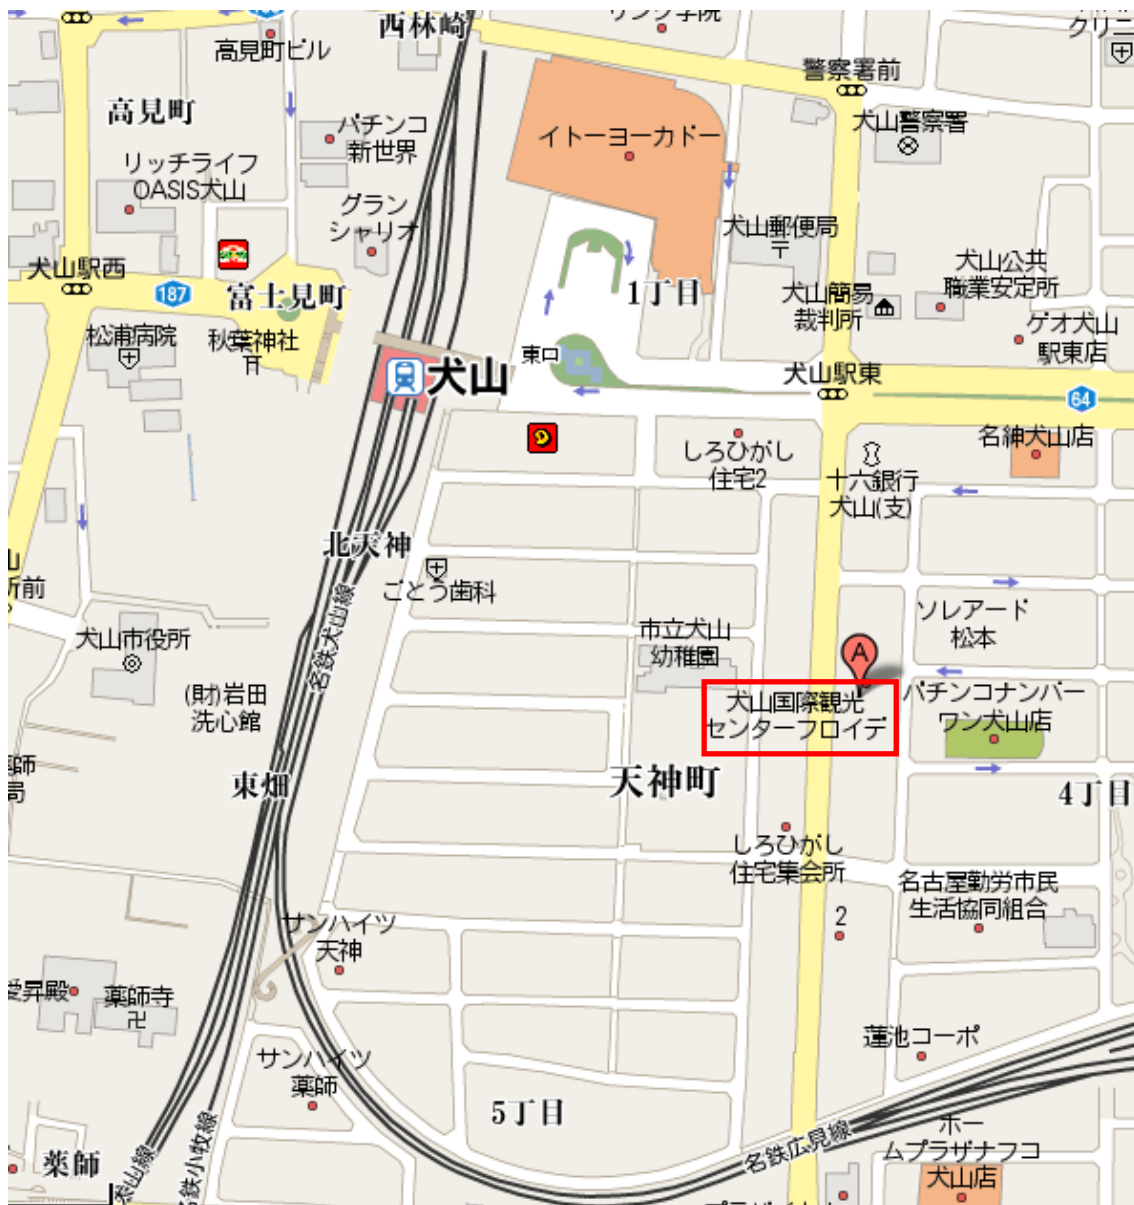 西林崎
高見町ビル
警察署前
クリニ
高見町
パチンコ
新世界
イトーヨーカドー
犬山警察署
リッチライフ
OASIS犬山
グラン
シャリオ
犬山郵便局
〒
犬山駅西
187
富士見町
1丁目
犬山公共
職業安定所
犬山簡易
裁判所
松浦病院
秋葉神社
ゲオ犬山
駅東店
東口
犬山
犬山駅東
64
名紳犬山店
しろひがし
住宅2
十六銀行
犬山(支)
北天神
ごとう歯科
所前
ソレアード
松本
犬山市役所
名鉄犬山線
市立犬山
幼稚園
A
(財)岩田
洗心館
犬山国際観光
センターフロイデ
パチンコナンバー
ワン犬山店
東畑
天神町
4丁目
しろひがし
住宅集会所
名古屋勤労市民
生活協同組合
2
サンハイツ
天神
愛昇殿
薬師寺
卍
蓮池コーポ
サンハイツ
薬師
5丁目
名鉄広見線
ホー
ムプラザナフコ
犬山店
薬師
名鉄小牧線